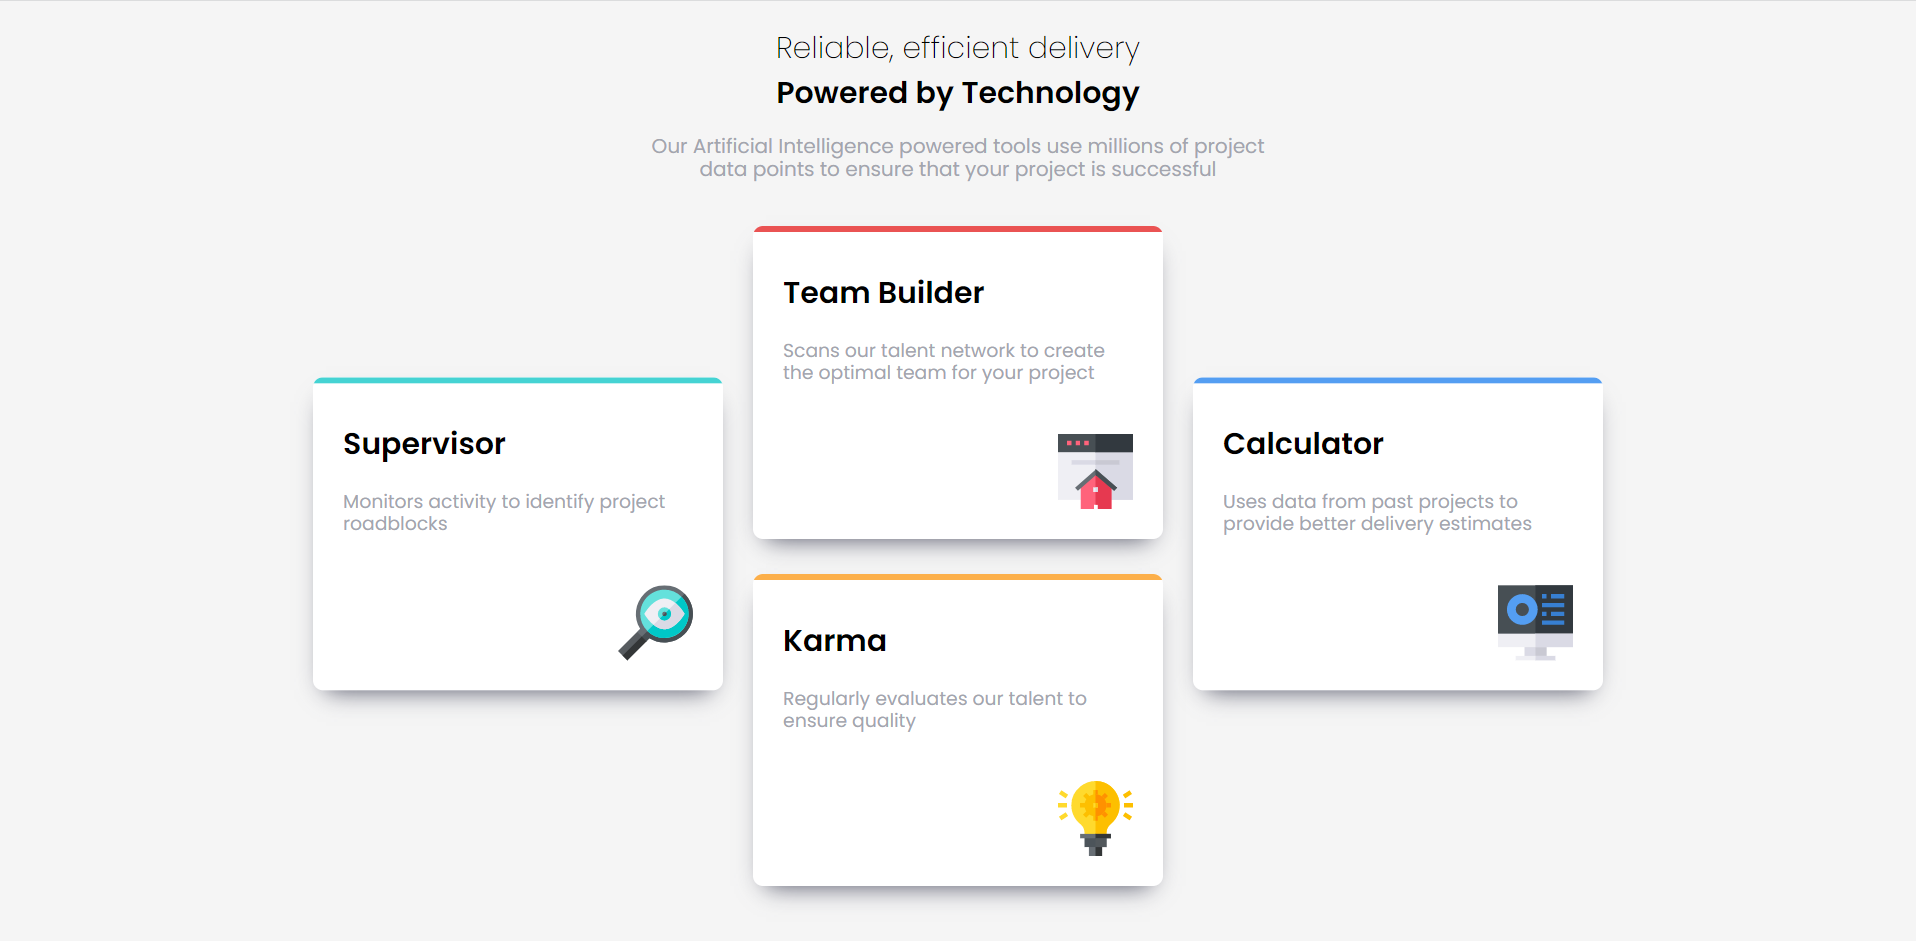 Reliable, efficient delivery
Powered by Technology
Our Artificial Intelligence powered tools use millions of project
data points to ensure that your project is successful
Supervisor
Monitors activity to identify project
roadblocks
Team Builder
Scans our talent network to create
the optimal team for your project
Karma
Regularly evaluates our talent to
ensure quality
Calculator
Uses data from past projects to
provide better delivery estimates